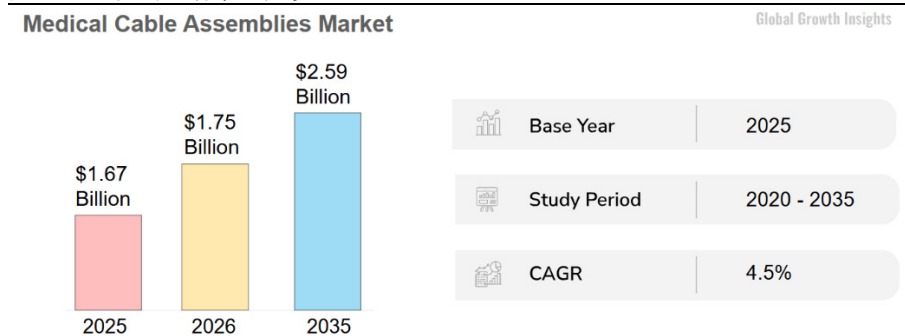 Medical Cable Assemblies Market
Global Growth Insights
$1.67
Billion
$1.75
Billion
$2.59
Billion
2025
2026
2035
Base Year
2025
Study Period
2020 - 2035
CAGR
4.5%